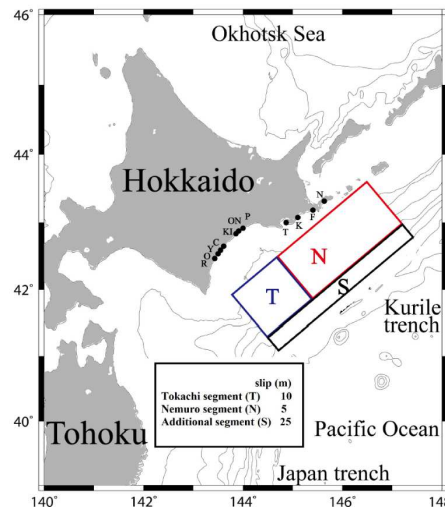 46°
Okhotsk Sea
44°
Hokkaido
N
F
K
T
P
ON
KI
C
Y
O
R
N
T
S
42°
Kurile
trench
slip (m)
Tokachi segment (T) 10
Nemuro segment (N) 5
Additional segment (S) 25
Tohoku
40°
Pacific Ocean
Japan trench
140° 142° 144° 146° 148